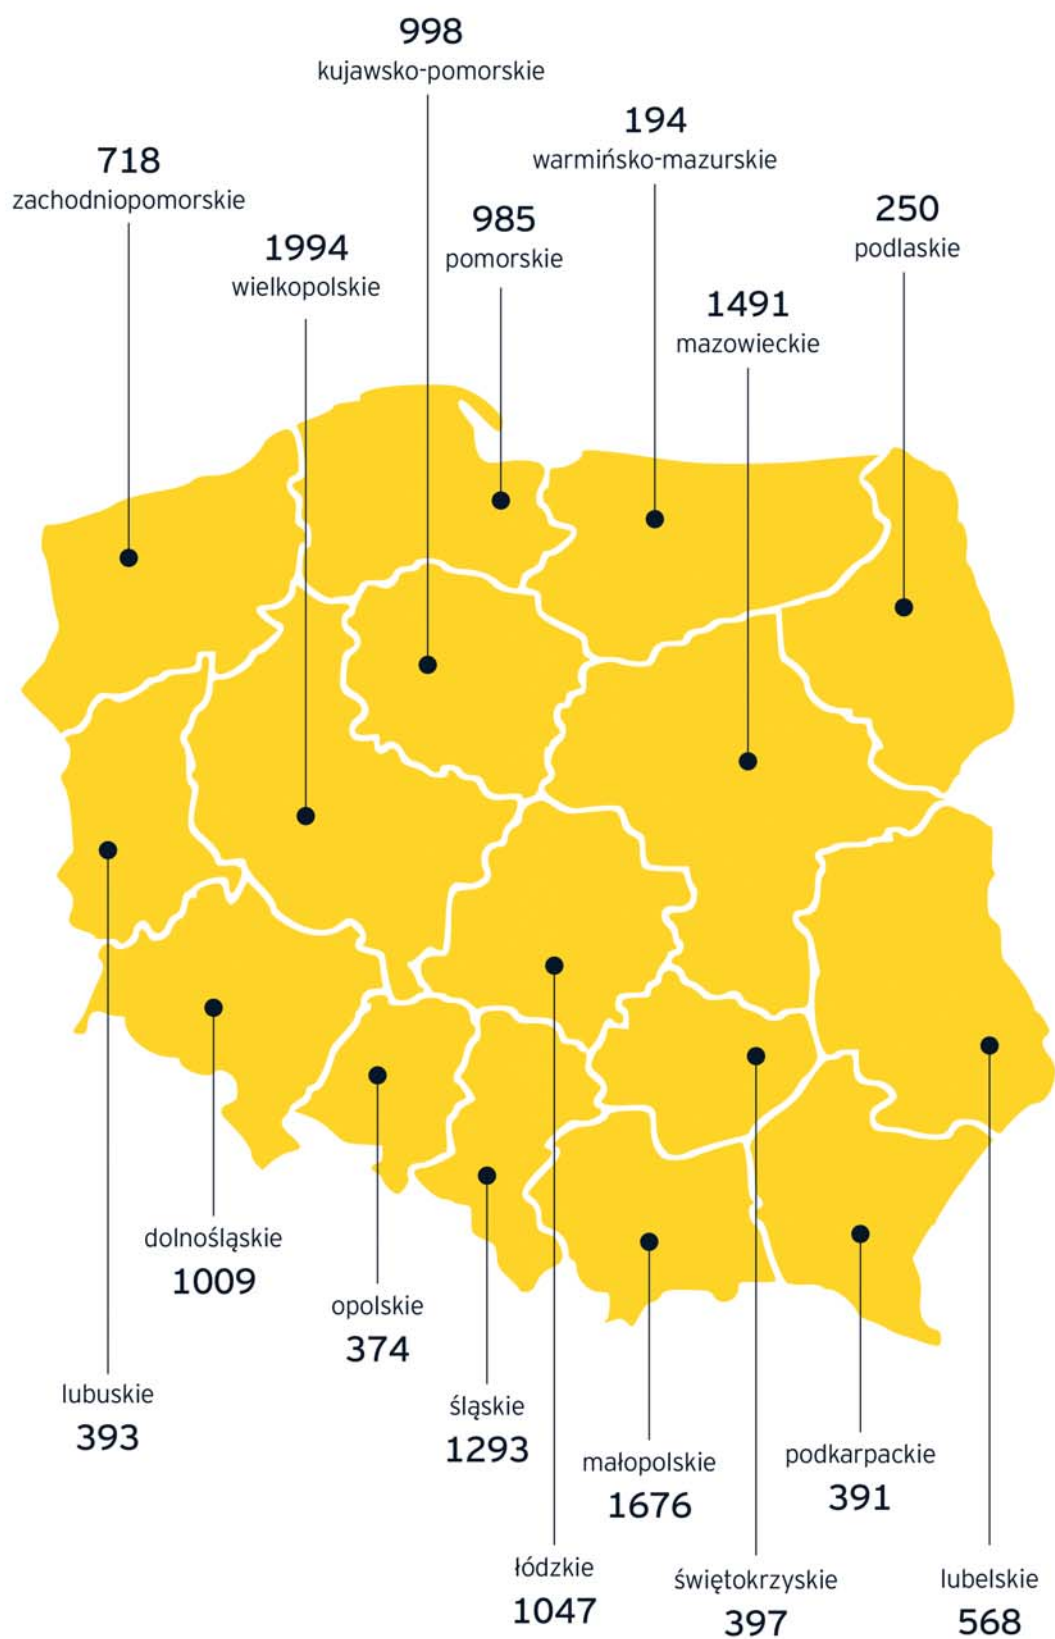 998
kujawsko-pomorskie
194
warmińsko-mazurskie
718
zachodniopomorskie
985
pomorskie
250
podlaskie
1994
wielkopolskie
1491
mazowieckie
dolnośląskie
1009
opolskie
374
lubuskie
393
śląskie
1293
małopolskie
1676
podkarpackie
391
łódzkie
1047
świętokrzyskie
397
lubelskie
568